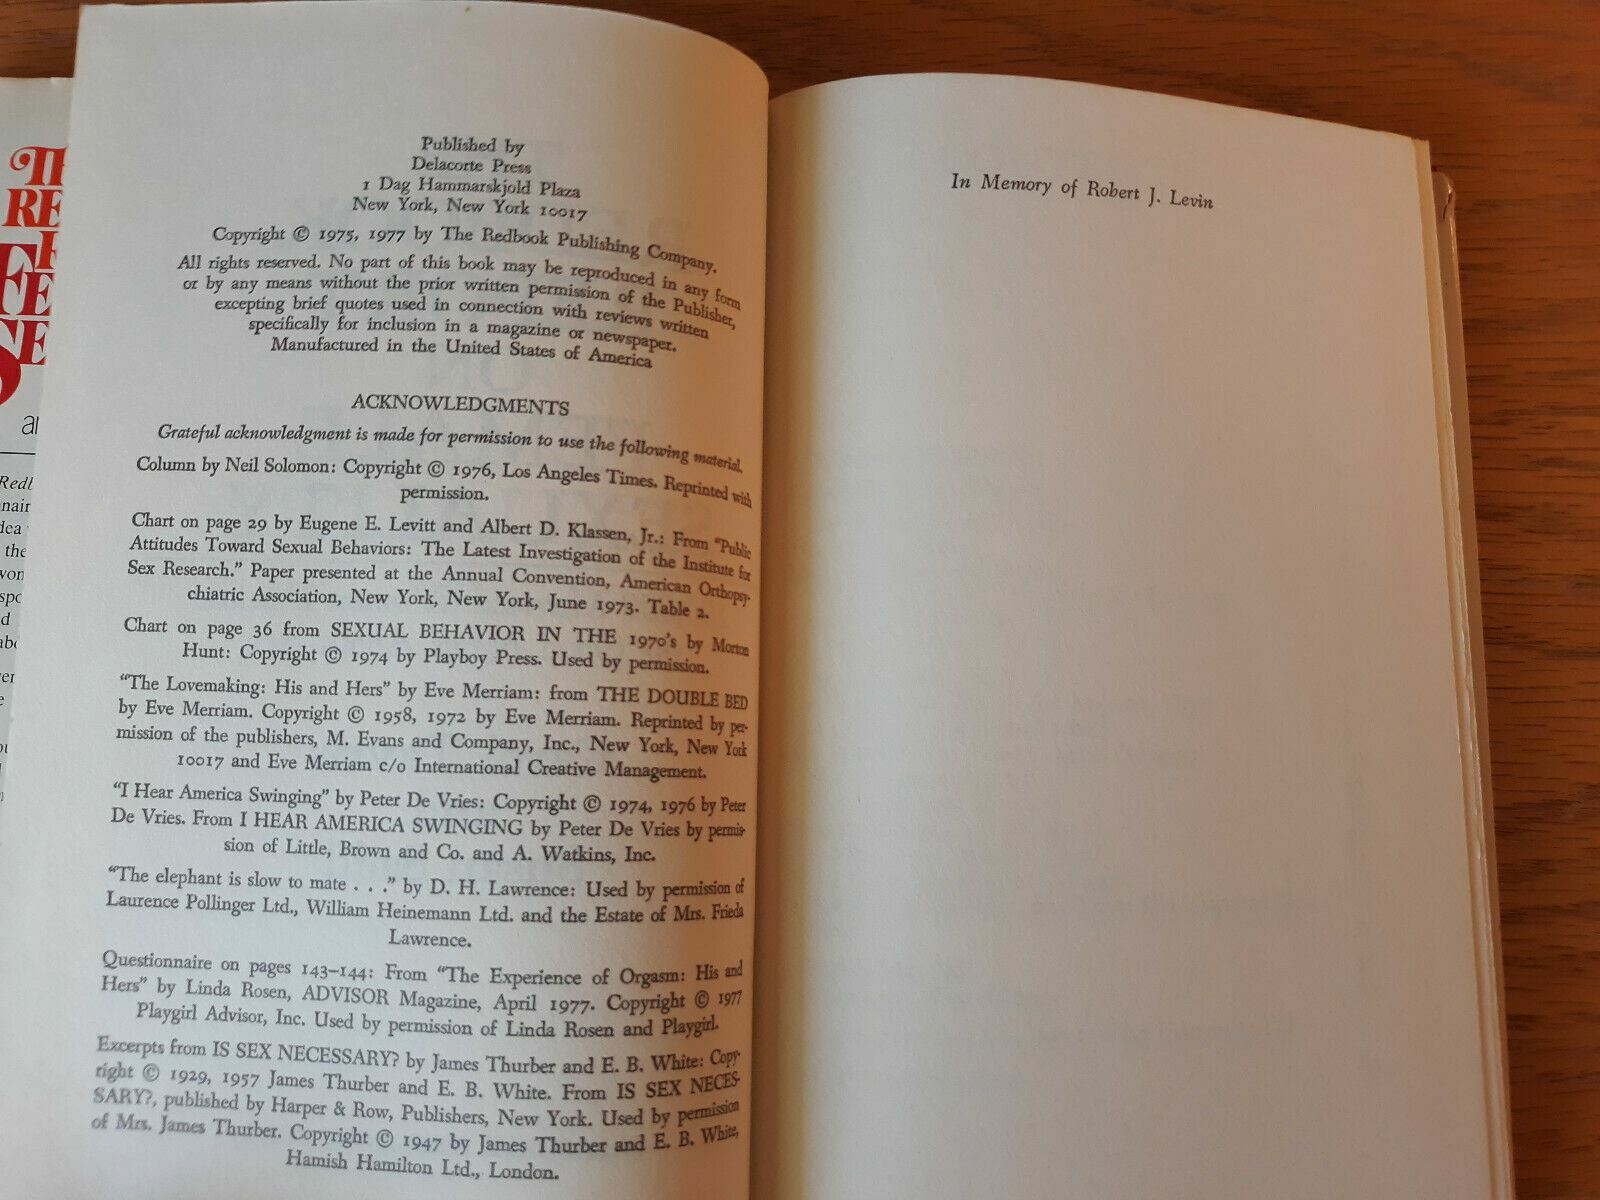 TH
RE
F
FE
SE
an
Redb
nnair
dea
the
won
spo
d
abo
ver
e
Published by
Delacorte Press
1 Dag Hammarskjold Plaza
New York, New York 10017
Copyright © 1975, 1977 by The Redbook Publishing Company.
All rights reserved. No part of this book may be reproduced in any form
or by any means without the prior written permission of the Publisher,
excepting brief quotes used in connection with reviews written
specifically for inclusion in a magazine or newspaper.
Manufactured in the United States of America
ACKNOWLEDGMENTS
Grateful acknowledgment is made for permission to use the following material.
Column by Neil Solomon: Copyright © 1976, Los Angeles Times. Reprinted with
permission.
Chart on page 29 by Eugene E. Levitt and Albert D. Klassen, Jr.: From "Public
Attitudes Toward Sexual Behaviors: The Latest Investigation of the Institute for
Sex Research." Paper presented at the Annual Convention, American Orthopsy-
chiatric Association, New York, New York, June 1973. Table 2.
Chart on page 36 from SEXUAL BEHAVIOR IN THE 1970's by Morton
Hunt: Copyright © 1974 by Playboy Press. Used by permission.
"The Lovemaking: His and Hers" by Eve Merriam: from THE DOUBLE BED
by Eve Merriam. Copyright © 1958, 1972 by Eve Merriam. Reprinted by per-
mission of the publishers, M. Evans and Company, Inc., New York, New York
10017 and Eve Merriam c/o International Creative Management.
"I Hear America Swinging" by Peter De Vries: Copyright © 1974, 1976 by Peter
De Vries. From I HEAR AMERICA SWINGING by Peter De Vries by permis-
sion of Little, Brown and Co. and A. Watkins, Inc.
"The elephant is slow to mate . . ." by D. H. Lawrence: Used by permission of
Laurence Pollinger Ltd., William Heinemann Ltd. and the Estate of Mrs. Frieda
Lawrence.
Questionnaire on pages 143–144: From "The Experience of Orgasm: His and
Hers" by Linda Rosen, ADVISOR Magazine, April 1977. Copyright © 1977
Playgirl Advisor, Inc. Used by permission of Linda Rosen and Playgirl.
Excerpts from IS SEX NECESSARY? by James Thurber and E. B. White: Copy-
right © 1929, 1957 James Thurber and E. B. White. From IS SEX NECES-
SARY?, published by Harper & Row, Publishers, New York. Used by permission
of Mrs. James Thurber. Copyright © 1947 by James Thurber and E. B. White,
Hamish Hamilton Ltd., London.
In Memory of Robert J. Levin